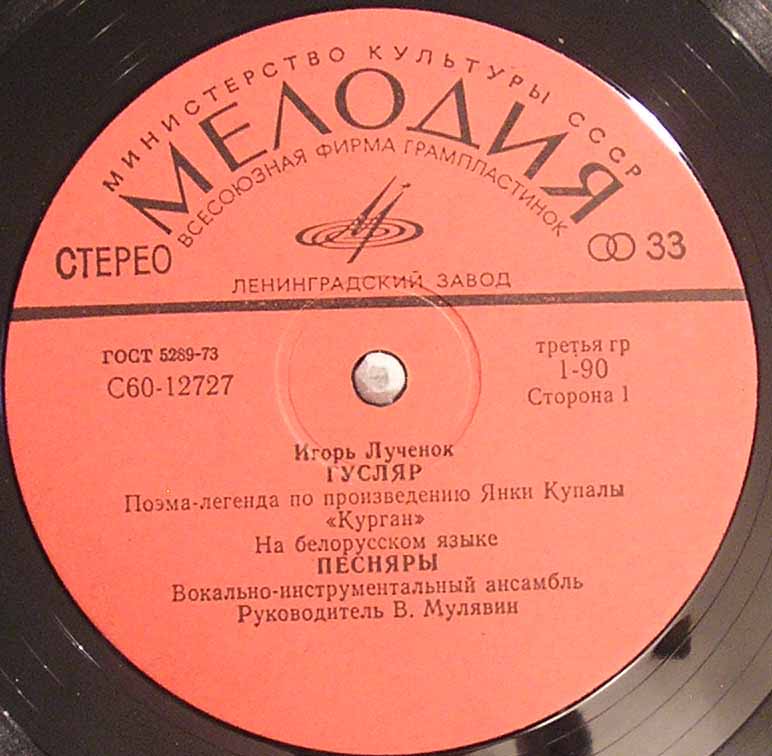 МИНИСТЕРСТВО КУЛЬТУРЫ СССР
МЕЛОДИЯ
ВСЕСОЮЗНАЯ ФИРМА ГРАМПЛАСТИНОК
СТЕРЕО
33
ЛЕНИНГРАДСКИЙ ЗАВОД
ГОСТ 5289-73
С60-12727
третья гр
1-90
Сторона 1
Игорь Лученок
ГУСЛЯР
Поэма-легенда по произведению Янки Купалы
«Курган»
На белорусском языке
ПЕСНЯРЫ
Вокально-инструментальный ансамбль
Руководитель В. Мулявин